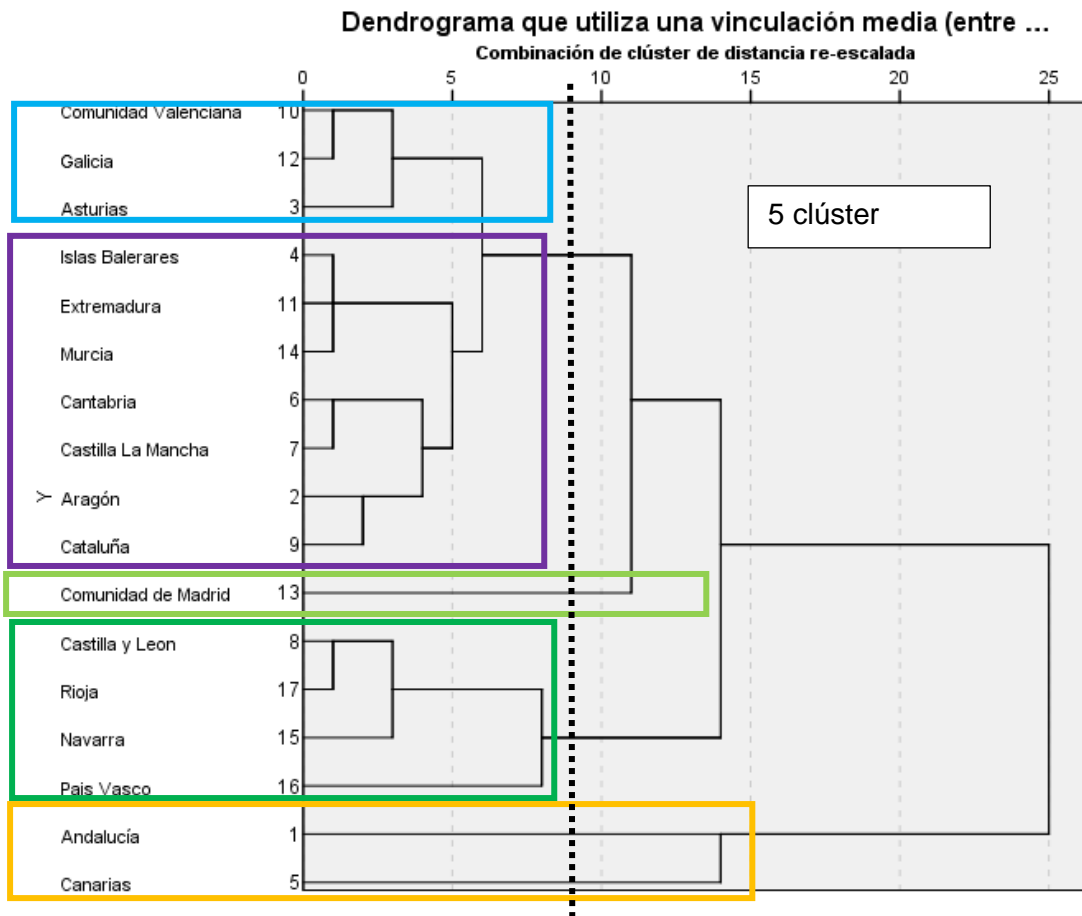 Dendrograma que utiliza una vinculación media (entre ...
Combinación de clúster de distancia re-escalada
0 5 10 15 20 25
Comunidad Valenciana 10
Galicia 12
Asturias 3
5 clúster
Islas Balerares 4
Extremadura 11
Murcia 14
Cantabria 6
Castilla La Mancha 7
Y Aragón 2
Cataluña 9
Comunidad de Madrid 13
Castilla y Leon 8
Rioja 17
Navarra 15
Pais Vasco 16
Andalucía 1
Canarias 5